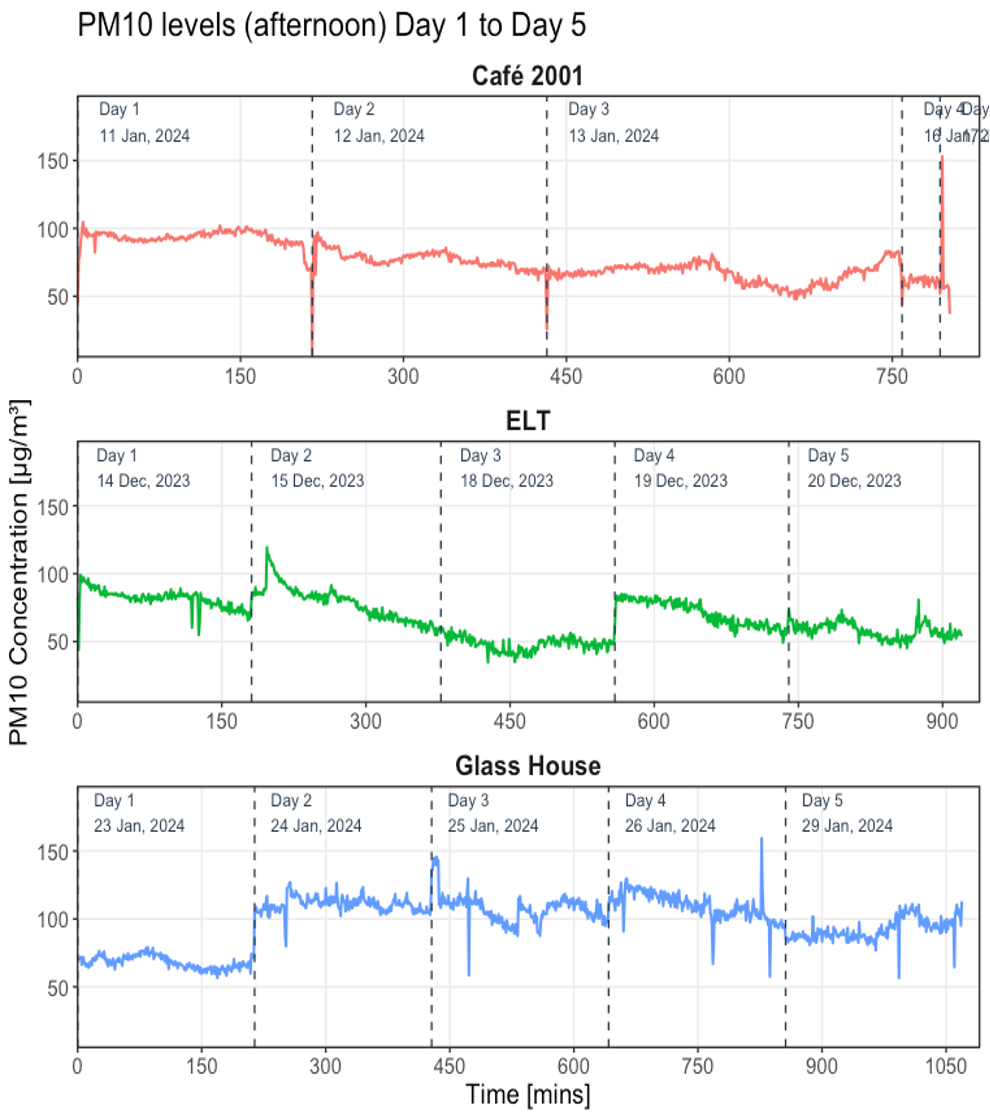 PM10 levels (afternoon) Day 1 to Day 5
Café 2001
Day 1
11 Jan, 2024
Day 2
12 Jan, 2024
Day 3
13 Jan, 2024
Day 4
Day
16 Jan
150
100
50
0 150 300 450 600 750
ELT
Day 1
14 Dec, 2023
Day 2
15 Dec, 2023
Day 3
18 Dec, 2023
Day 4
19 Dec, 2023
Day 5
20 Dec, 2023
150
100
50
0 150 300 450 600 750 900
PM10 Concentration [µg/m³]
Glass House
Day 1
23 Jan, 2024
Day 2
24 Jan, 2024
Day 3
25 Jan, 2024
Day 4
26 Jan, 2024
Day 5
29 Jan, 2024
150
100
50
0 150 300 450 600 750 900 1050
Time [mins]